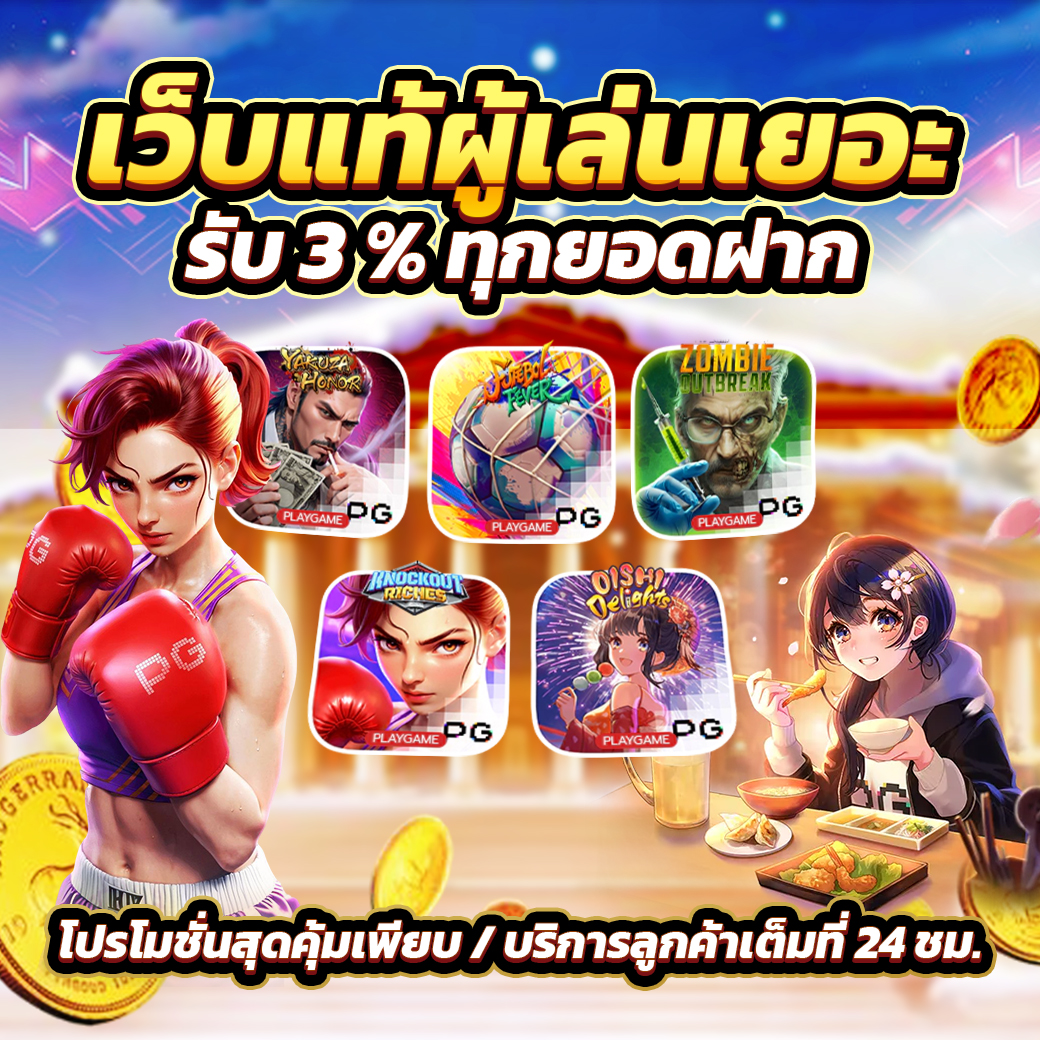 เว็บแท้ผู้เล่นเยอะ
รับ 3 % ทุกยอดฝาก
YAKUZA
HONOR
PLAYGAME PG
FUTEBOL
FEVER
PLAYGAME PG
ZOMBIE
OUTBREAK
PLAYGAME PG
PG
PG
KNOCKOUT
RICHES
PLAYGAME PG
OISHI
Delights
PLAYGAME PG
โปรโมชั่นสุดคุ้มเพียบ / บริการลูกค้าเต็มที่ 24 ชม.